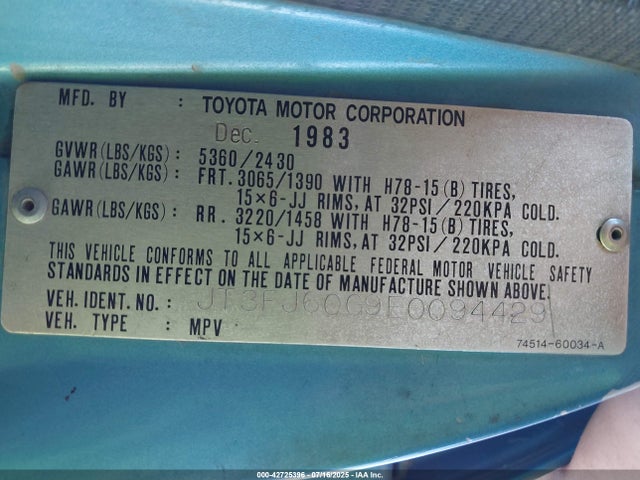 MFD. BY : TOYOTA MOTOR CORPORATION
Dec. 1983
GVWR(LBS/KGS): 5360/2430
GAWR(LBS/KGS): FRT. 3065/1390 WITH H78-15(B) TIRES,
15×6-JJ RIMS, AT 32PSI/220KPA COLD.
GAWR(LBS/KGS): RR. 3220/1458 WITH H78-15(B) TIRES,
15×6-JJ RIMS, AT 32PSI/220KPA COLD.
THIS VEHICLE CONFORMS TO ALL APPLICABLE FEDERAL MOTOR VEHICLE SAFETY
STANDARDS IN EFFECT ON THE DATE OF MANUFACTURE SHOWN ABOVE.
VEH. IDENT. NO.: JT3FJ60G9E0094429
VEH. TYPE : MPV
74514-60034-A
000-42725396 - 07/16/2025 - IAA Inc.